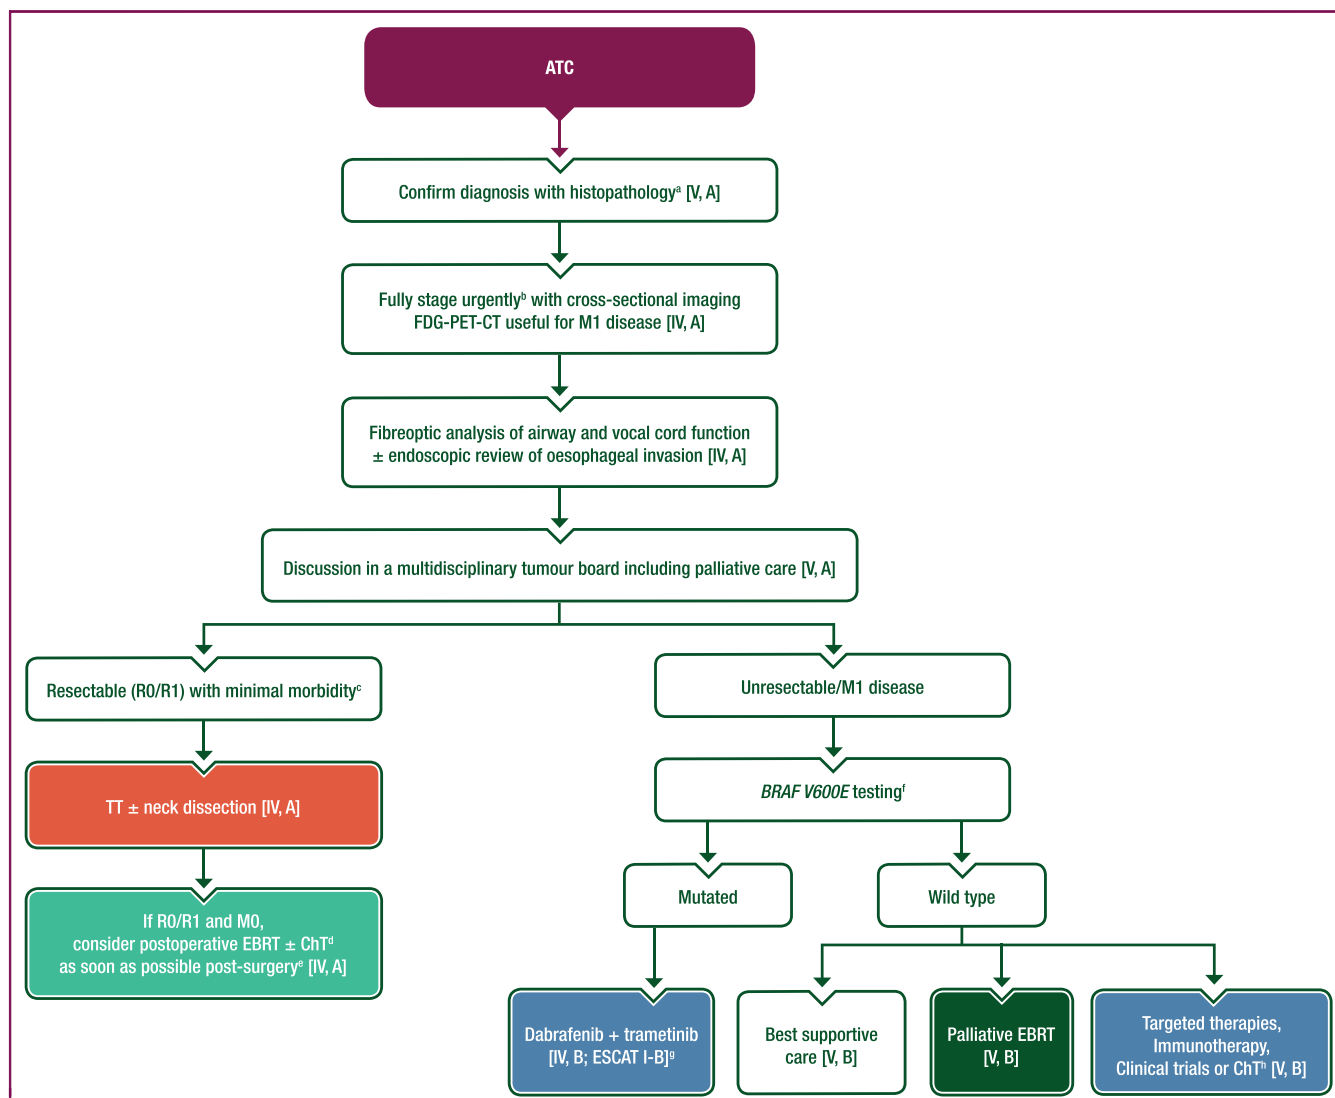 ATC
Confirm diagnosis with histopathologyᵃ [V, A]
Fully stage urgentlyᵇ with cross-sectional imaging
FDG-PET-CT useful for M1 disease [IV, A]
Fibreoptic analysis of airway and vocal cord function
± endoscopic review of oesophageal invasion [IV, A]
Discussion in a multidisciplinary tumour board including palliative care [V, A]
Resectable (R0/R1) with minimal morbidityᶜ
TT ± neck dissection [IV, A]
If R0/R1 and M0,
consider postoperative EBRT ± ChTᵈ
as soon as possible post-surgeryᵉ [IV, A]
Unresectable/M1 disease
BRAF V600E testingᶠ
Mutated
Wild type
Dabrafenib + trametinib
[IV, B; ESCAT I-B]ᵍ
Best supportive
care [V, B]
Palliative EBRT
[V, B]
Targeted therapies,
Immunotherapy,
Clinical trials or ChTʰ [V, B]